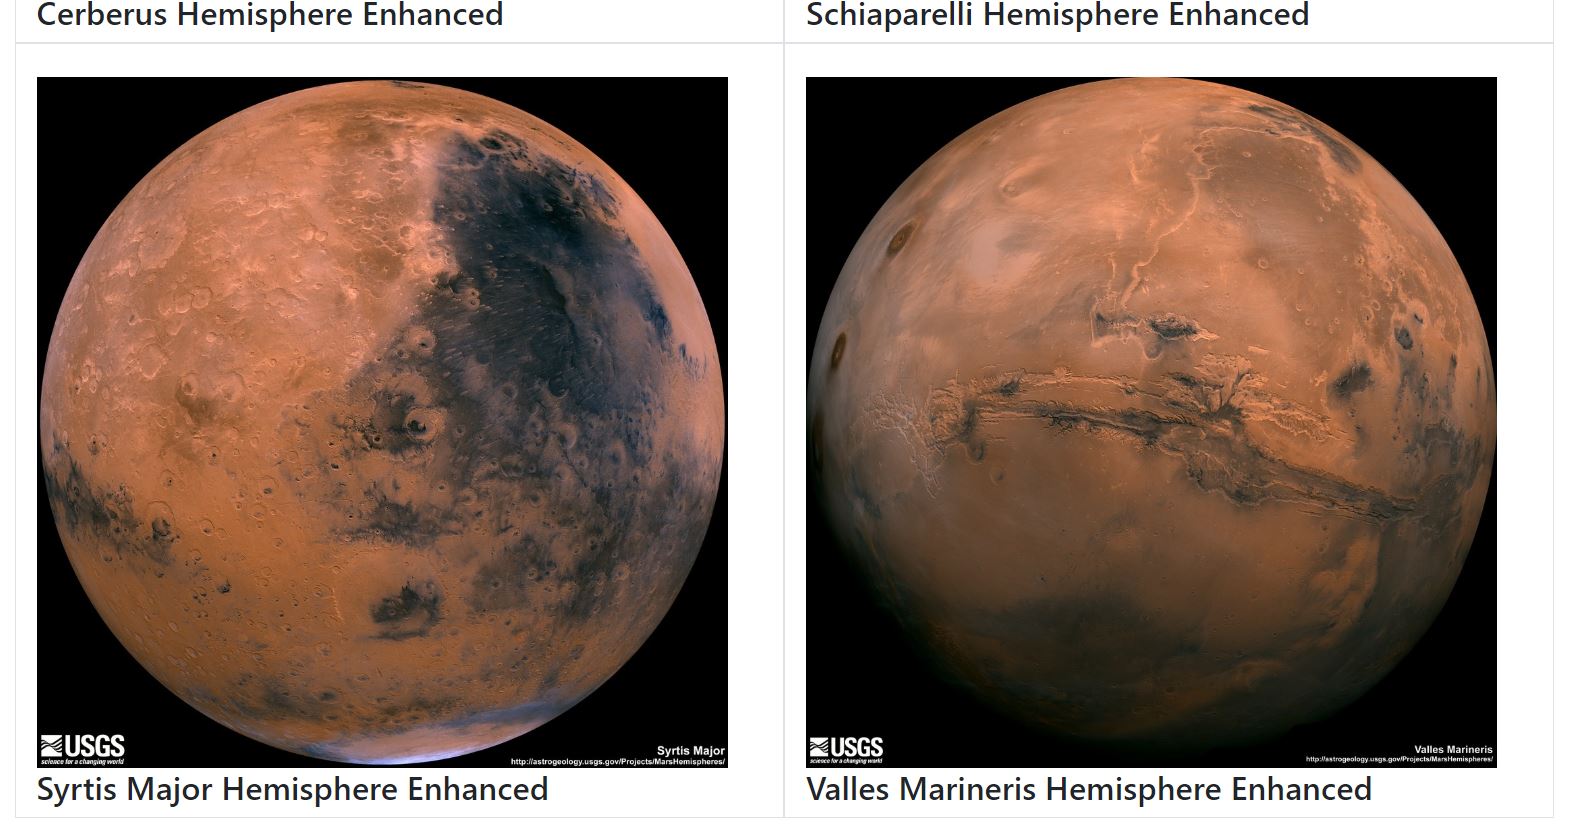 Cerberus Hemisphere Enhanced
Schiaparelli Hemisphere Enhanced
USGS
science for a changing world
Syrtis Major
http://astrogeology.usgs.gov/Projects/MarsHemispheres/
USGS
science for a changing world
Valles Marineris
http://astrogeology.usgs.gov/Projects/MarsHemispheres/
Syrtis Major Hemisphere Enhanced
Valles Marineris Hemisphere Enhanced